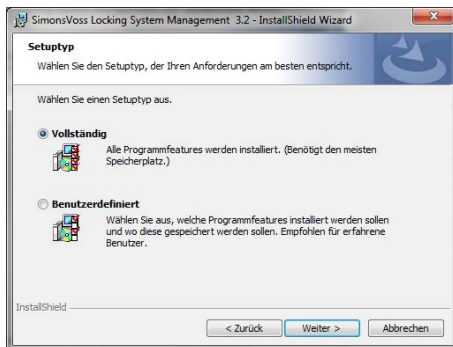 SimonsVoss Locking System Management 3.2 - InstallShield Wizard
Setuptyp
Wählen Sie den Setuptyp, der Ihren Anforderungen am besten entspricht.
Wählen Sie einen Setuptyp aus.
Vollständig
Alle Programmfeatures werden installiert. (Benötigt den meisten
Speicherplatz.)
Benutzerdefiniert
Wählen Sie aus, welche Programmfeatures installiert werden sollen
und wo diese gespeichert werden sollen. Empfohlen für erfahrene
Benutzer.
InstallShield
< Zurück Weiter > Abbrechen